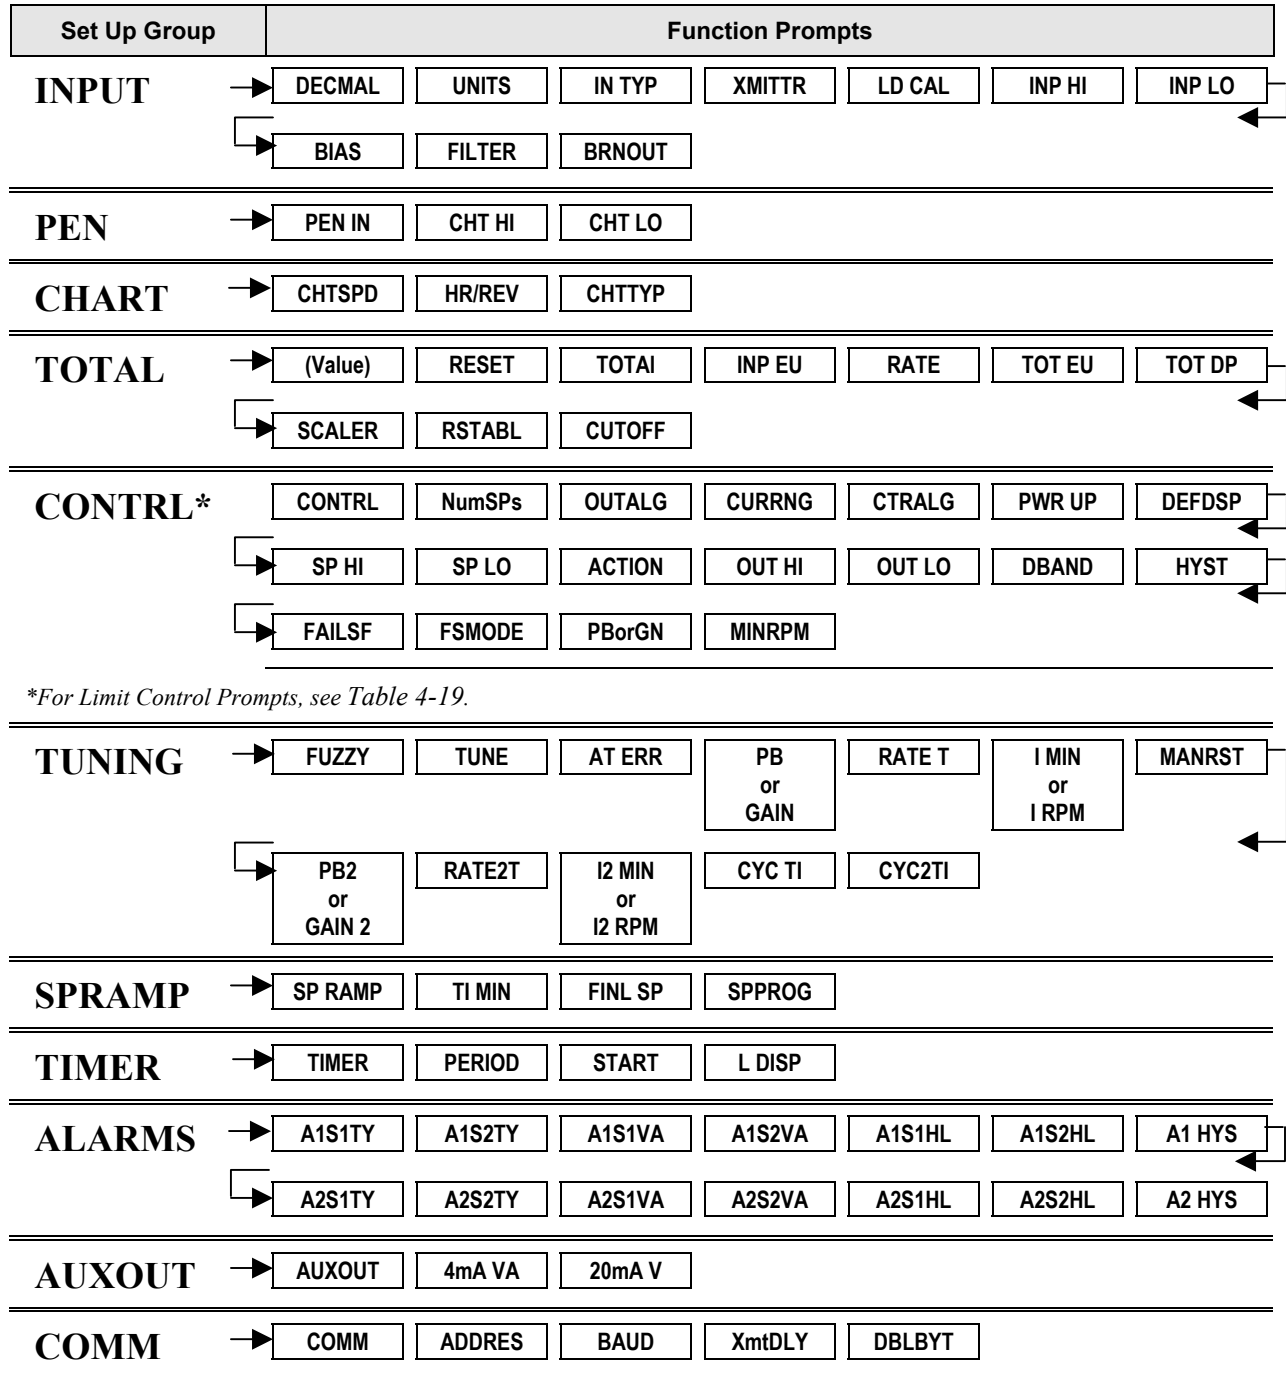 Set Up Group Function Prompts
INPUT DECMAL UNITS IN TYP XMITTR LD CAL INP HI INP LO
BIAS FILTER BRNOUT
PEN PEN IN CHT HI CHT LO
CHART CHTSPD HR/REV CHTTYP
TOTAL (Value) RESET TOTAI INP EU RATE TOT EU TOT DP
SCALER RSTABL CUTOFF
CONTRL* CONTRL NumSPs OUTALG CURRNG CTRALG PWR UP DEFDSP
SP HI SP LO ACTION OUT HI OUT LO DBAND HYST
FAILSF FSMODE PBorGN MINRPM
*For Limit Control Prompts, see Table 4-19.
TUNING FUZZY TUNE AT ERR PB RATE T I MIN MANRST
or or
GAIN I RPM
PB2 RATE2T I2 MIN CYC TI CYC2TI
or or
GAIN 2 I2 RPM
SPRAMP SP RAMP TI MIN FINL SP SPPROG
TIMER TIMER PERIOD START L DISP
ALARMS A1S1TY A1S2TY A1S1VA A1S2VA A1S1HL A1S2HL A1 HYS
A2S1TY A2S2TY A2S1VA A2S2VA A2S1HL A2S2HL A2 HYS
AUXOUT AUXOUT 4mA VA 20mA V
COMM COMM ADDRES BAUD XmtDLY DBLBYT